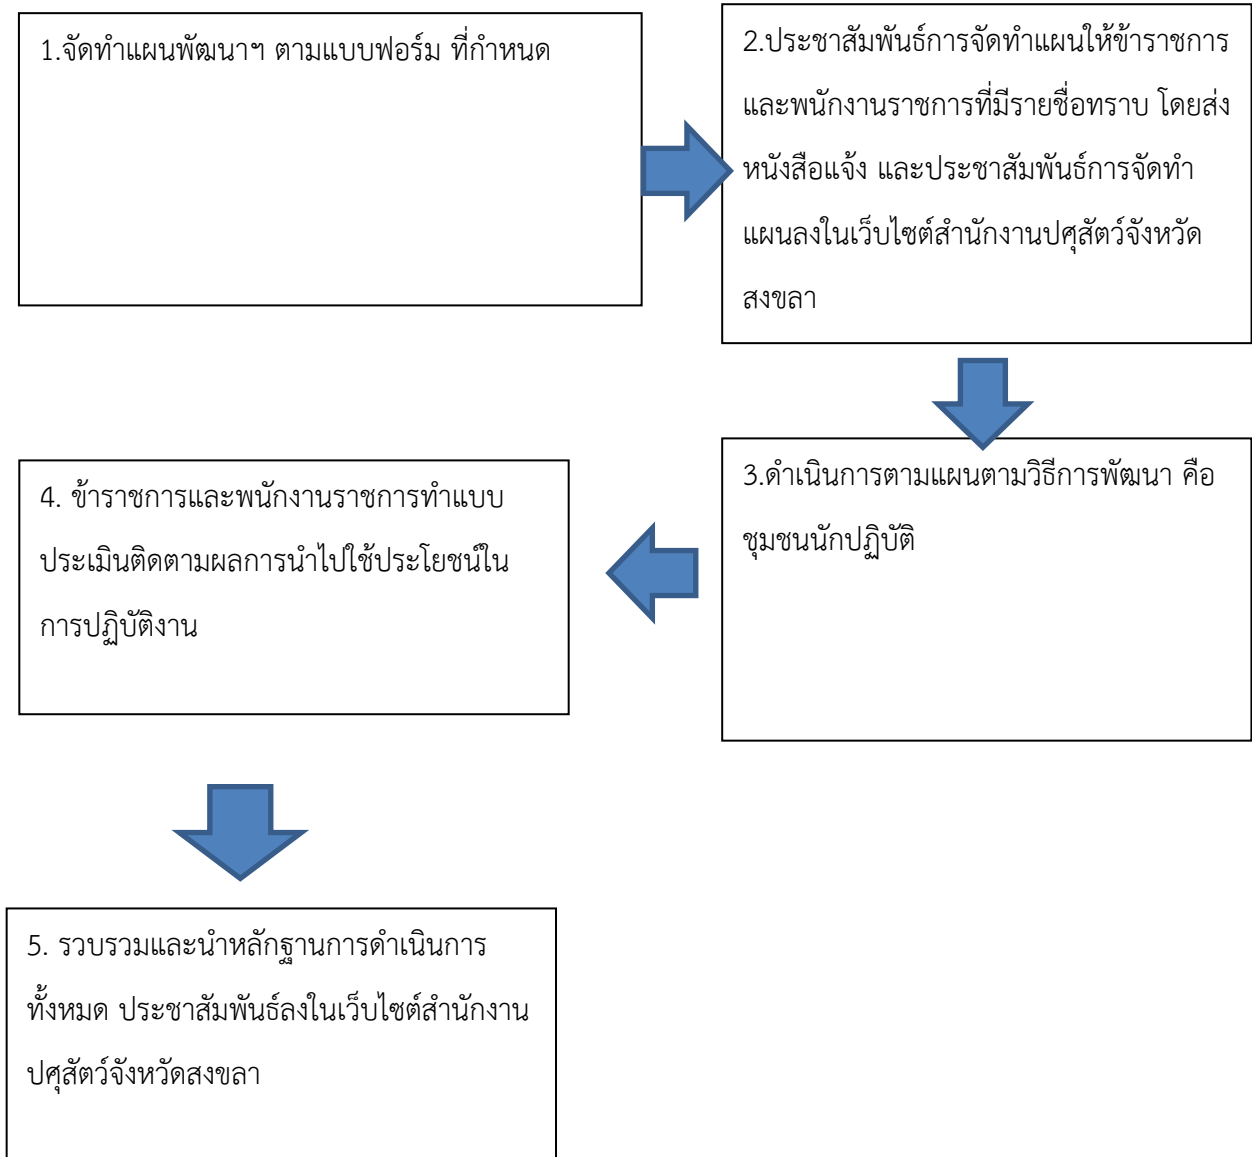 1.จัดทำแผนพัฒนาฯ ตามแบบฟอร์ม ที่กำหนด
2.ประชาสัมพันธ์การจัดทำแผนให้ข้าราชการ
และพนักงานราชการที่มีรายชื่อทราบ โดยส่ง
หนังสือแจ้ง และประชาสัมพันธ์การจัดทำ
แผนลงในเว็บไซต์สำนักงานปศุสัตว์จังหวัด
สงขลา
3.ดำเนินการตามแผนตามวิธีการพัฒนา คือ
ชุมชนนักปฏิบัติ
4. ข้าราชการและพนักงานราชการทำแบบ
ประเมินติดตามผลการนำไปใช้ประโยชน์ใน
การปฏิบัติงาน
5. รวบรวมและนำหลักฐานการดำเนินการ
ทั้งหมด ประชาสัมพันธ์ลงในเว็บไซต์สำนักงาน
ปศุสัตว์จังหวัดสงขลา